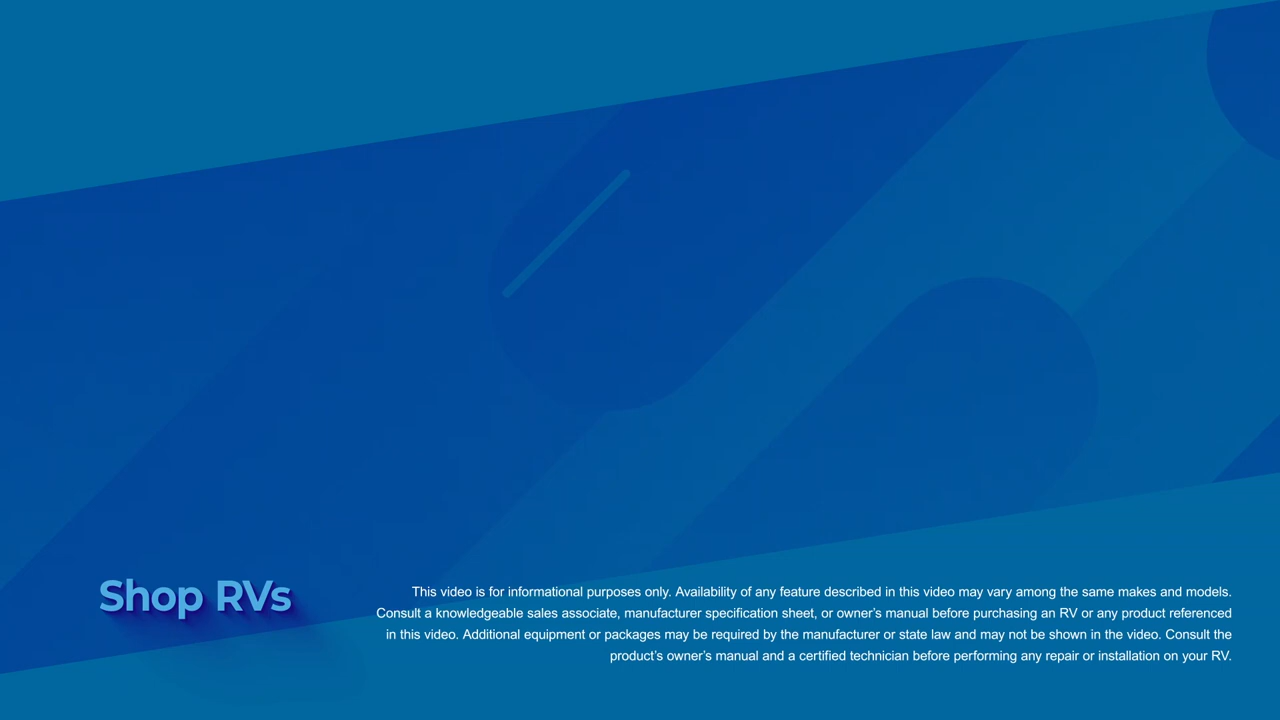 Shop RVs
This video is for informational purposes only. Availability of any feature described in this video may vary among the same makes and models.
Consult a knowledgeable sales associate, manufacturer specification sheet, or owner’s manual before purchasing an RV or any product referenced
in this video. Additional equipment or packages may be required by the manufacturer or state law and may not be shown in the video. Consult the
product’s owner’s manual and a certified technician before performing any repair or installation on your RV.